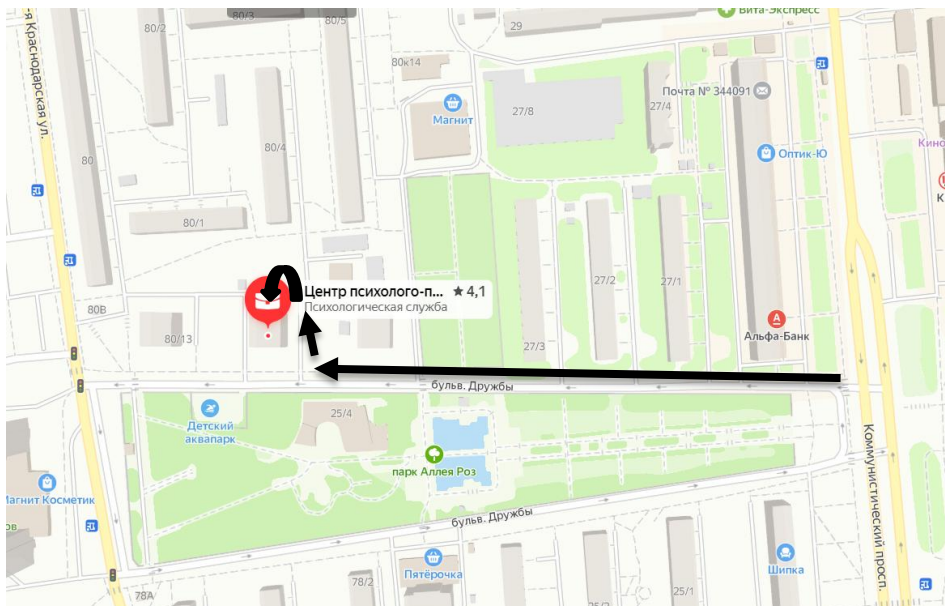 80/2
80/3
80/5
29
Вита-Экспресс
-я Краснодарская ул.
80к14
Магнит
27/8
27/4
Почта № 344091
Оптик-Ю
Кино
К
80
80/4
80/1
Центр психолого-п... ★ 4,1
Психологическая служба
27/2
27/1
80В
80/13
27/3
Альфа-Банк
бульв. Дружбы
Детский
аквапарк
25/4
парк Аллея Роз
Коммунистический просп.
Магнит Косметик
ов
бульв. Дружбы
Пятёрочка
Шипка
78А
78/2
25/2
25/1